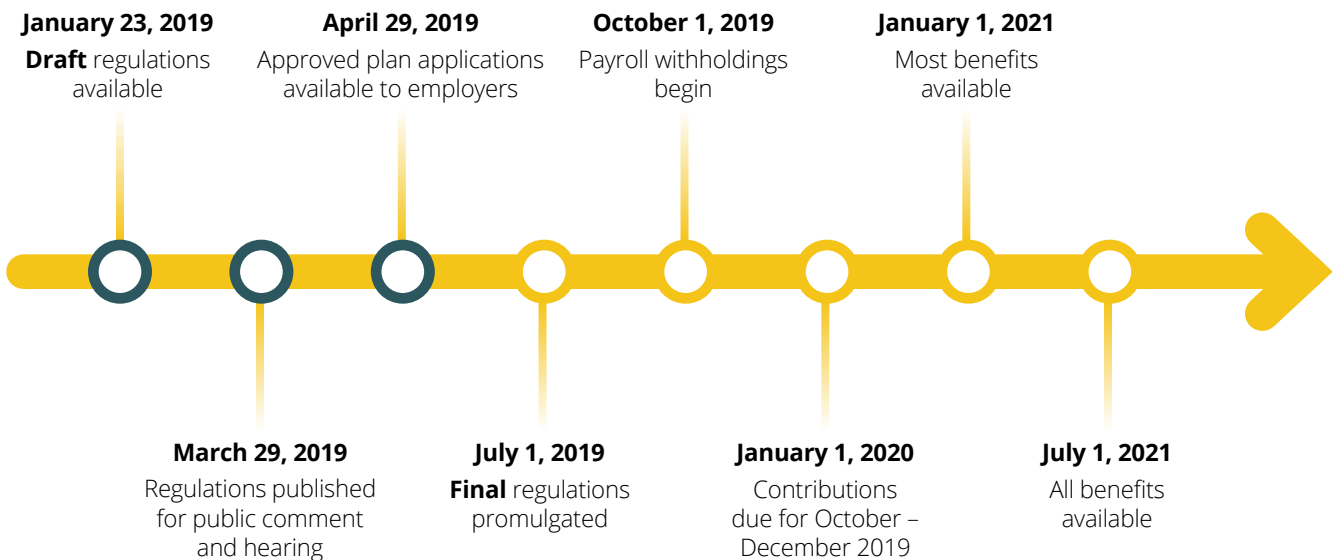 January 23, 2019
Draft regulations
available
April 29, 2019
Approved plan applications
available to employers
October 1, 2019
Payroll withholdings
begin
January 1, 2021
Most benefits
available
March 29, 2019
Regulations published
for public comment
and hearing
July 1, 2019
Final regulations
promulgated
January 1, 2020
Contributions
due for October –
December 2019
July 1, 2021
All benefits
available